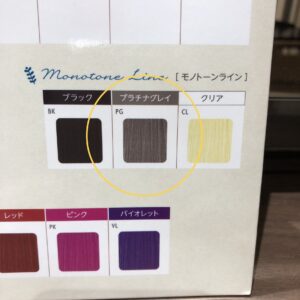 Monotone Line [モノトーンライン]
ブラック プラチナグレイ クリア
BK PG CL
レッド ピンク バイオレット
PK VL